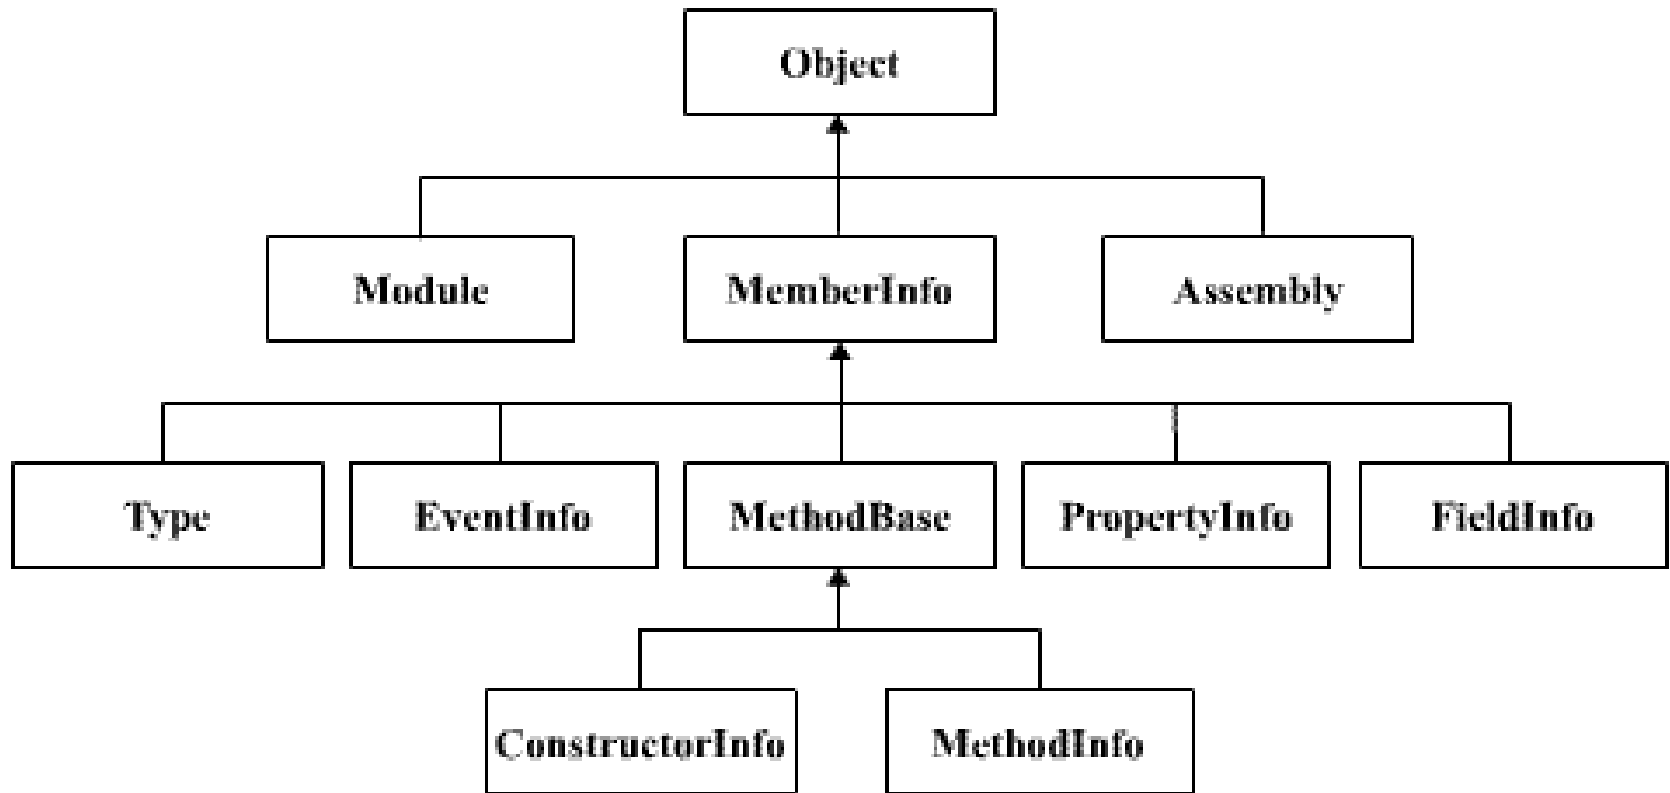 Object
Module
MemberInfo
Assembly
Type
EventInfo
MethodBase
PropertyInfo
FieldInfo
ConstructorInfo
MethodInfo